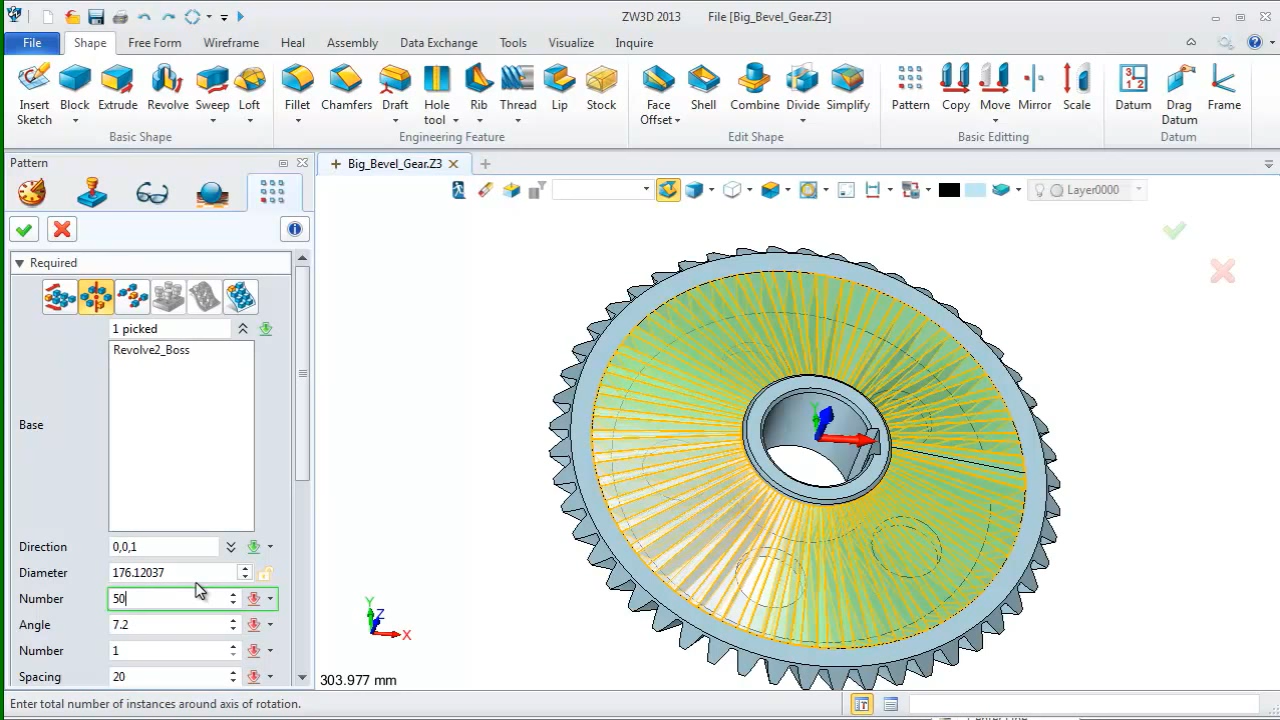 ZW3D 2013 File [Big_Bevel_Gear.Z3]
File Shape Free Form Wireframe Heal Assembly Data Exchange Tools Visualize Inquire
Insert Sketch Block Extrude Revolve Sweep Loft Fillet Chamfers Draft Hole tool Rib Thread Lip Stock Face Offset Shell Combine Divide Simplify Pattern Copy Move Mirror Scale Datum Drag Datum Frame
Basic Shape Engineering Feature Edit Shape Basic Editing Datum
Pattern
Big_Bevel_Gear.Z3
Layer0000
Required
1 picked
Revolve2_Boss
Base
Direction 0,0,1
Diameter 176.12037
Number 50
Angle 7.2
Number 1
Spacing 20
Y
Y
Z
X
303.977 mm
Enter total number of instances around axis of rotation.